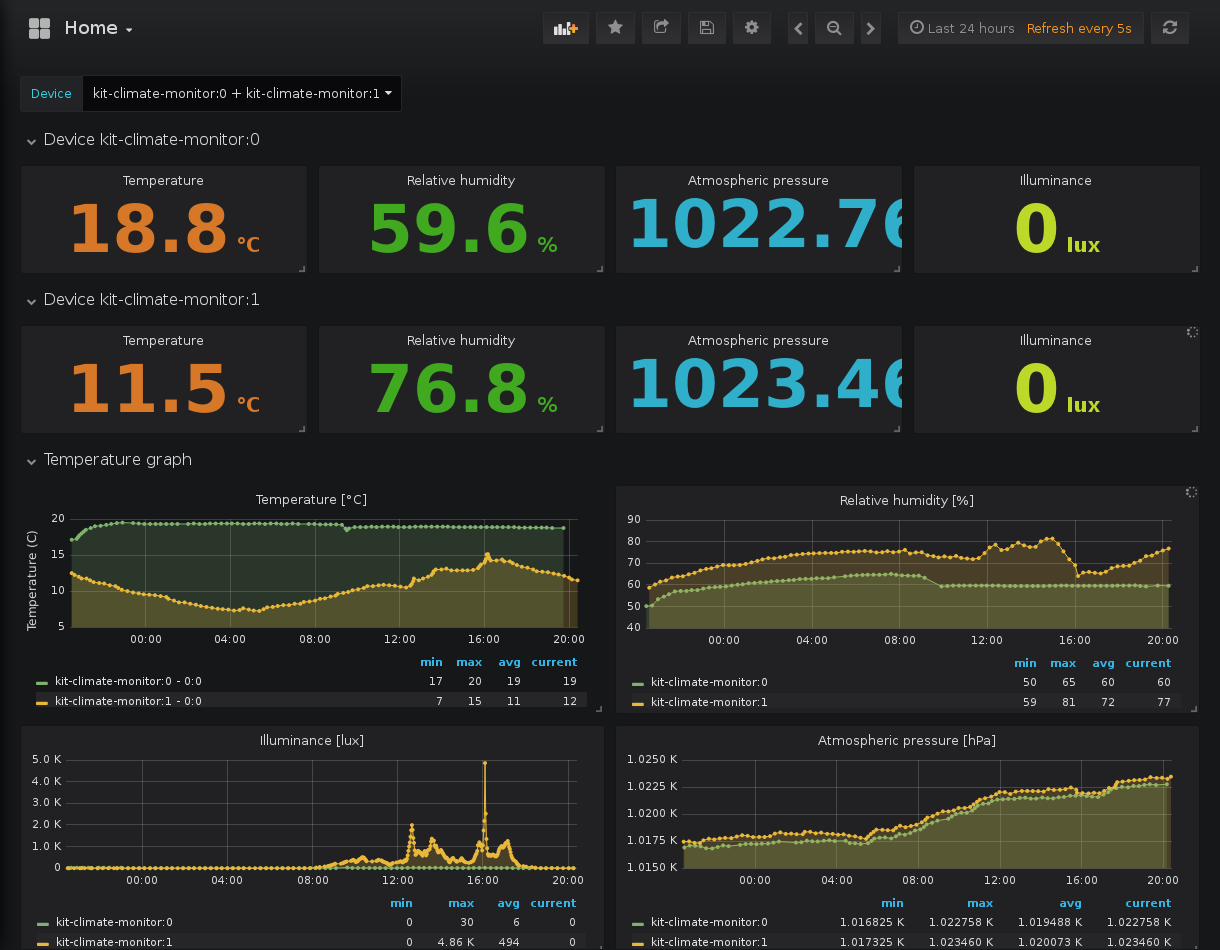 Home
Last 24 hours Refresh every 5s
Device kit-climate-monitor:0 + kit-climate-monitor:1
Device kit-climate-monitor:0
Temperature Relative humidity Atmospheric pressure Illuminance
18.8 °C 59.6 % 1022.76 0 lux
Device kit-climate-monitor:1
Temperature Relative humidity Atmospheric pressure Illuminance
11.5 °C 76.8 % 1023.46 0 lux
Temperature graph
Temperature [°C]
Temperature (C)
20
15
10
5
00:00 04:00 08:00 12:00 16:00 20:00
min max avg current
kit-climate-monitor:0 - 0:0 17 20 19 19
kit-climate-monitor:1 - 0:0 7 15 11 12
Relative humidity [%]
90
80
70
60
50
40
00:00 04:00 08:00 12:00 16:00 20:00
min max avg current
kit-climate-monitor:0 50 65 60 60
kit-climate-monitor:1 59 81 72 77
Illuminance [lux]
5.0 K
4.0 K
3.0 K
2.0 K
1.0 K
0
00:00 04:00 08:00 12:00 16:00 20:00
min max avg current
kit-climate-monitor:0 0 30 6 0
kit-climate-monitor:1 0 4.86 K 494 0
Atmospheric pressure [hPa]
1.0250 K
1.0225 K
1.0200 K
1.0175 K
1.0150 K
00:00 04:00 08:00 12:00 16:00 20:00
min max avg current
kit-climate-monitor:0 1.016825 K 1.022758 K 1.019488 K 1.022758 K
kit-climate-monitor:1 1.017325 K 1.023460 K 1.020073 K 1.023460 K